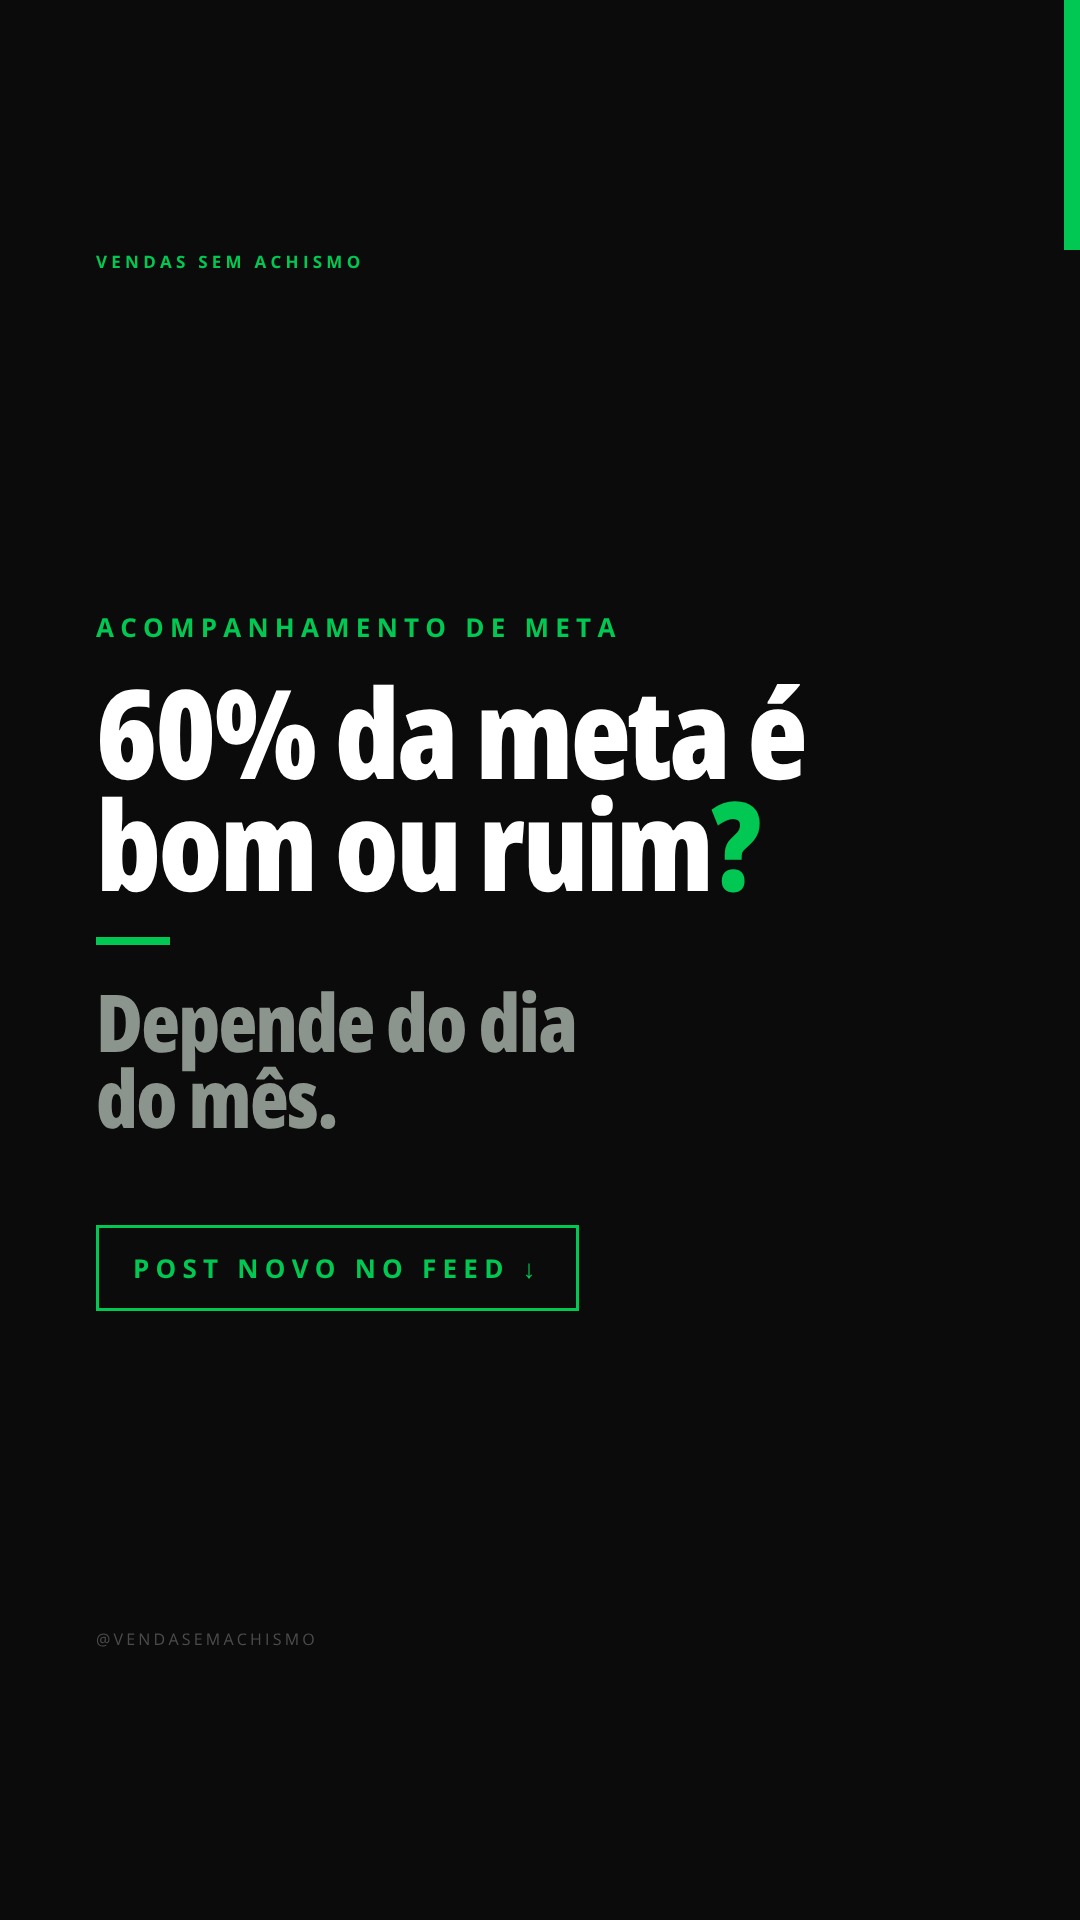 VENDAS SEM ACHISMO
ACOMPANHAMENTO DE META
60% da meta é
bom ou ruim?
Depende do dia
do mês.
POST NOVO NO FEED ↓
@VENDASEMACHISMO